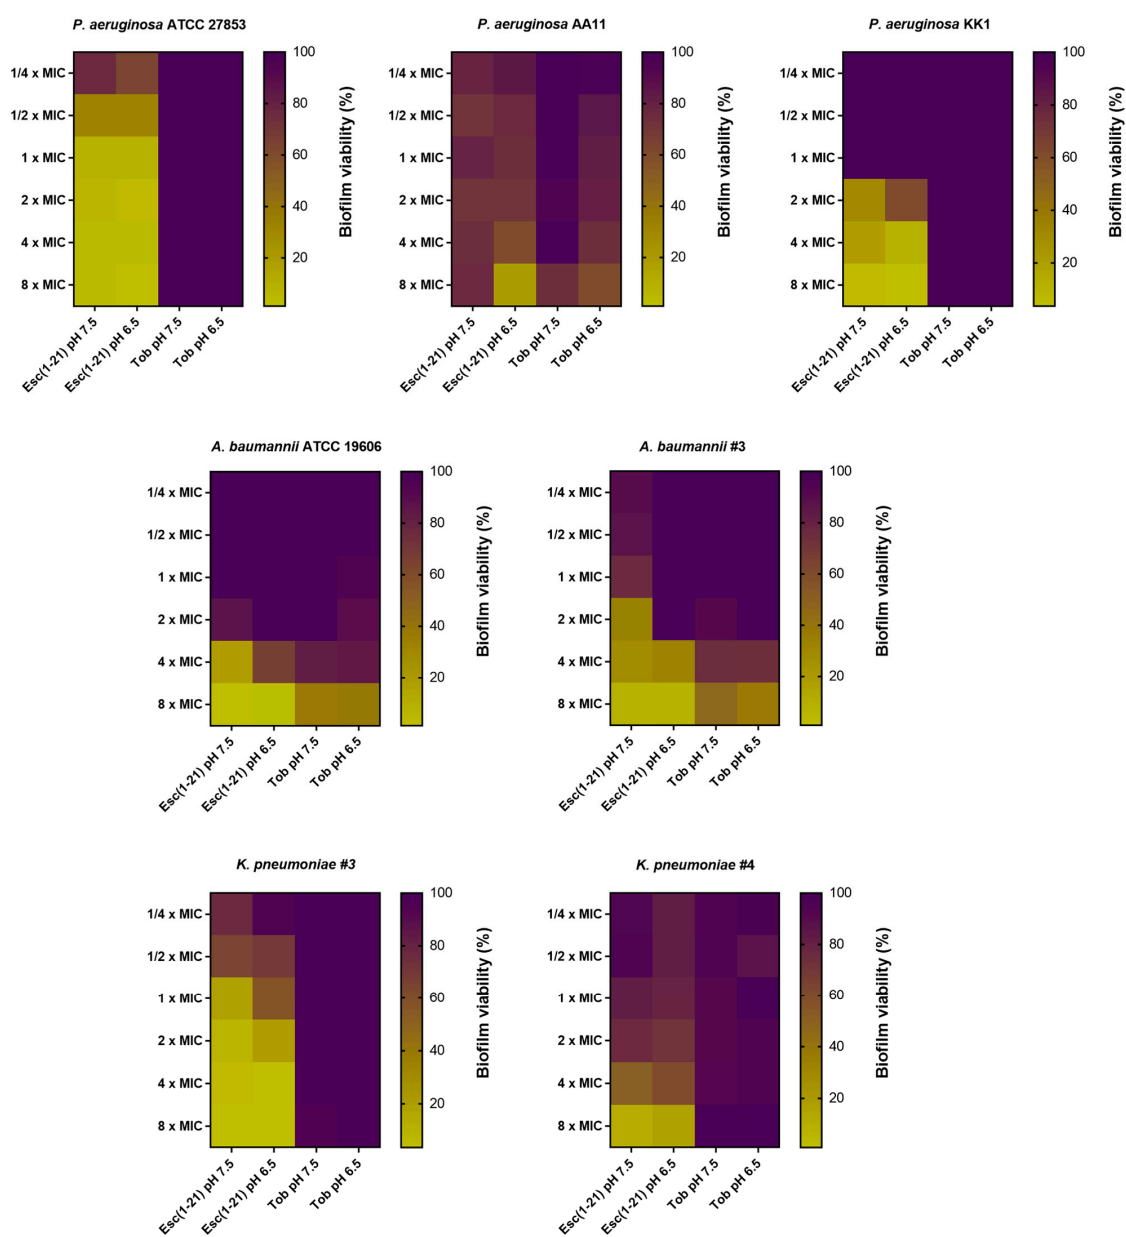 P. aeruginosa ATCC 27853
1/4 x MIC
1/2 x MIC
1 x MIC
2 x MIC
4 x MIC
8 x MIC
Esc(1-21) pH 7.5
Esc(1-21) pH 6.5
Tob pH 7.5
Tob pH 6.5
100
80
60
40
20
Biofilm viability (%)
P. aeruginosa AA11
1/4 x MIC
1/2 x MIC
1 x MIC
2 x MIC
4 x MIC
8 x MIC
Esc(1-21) pH 7.5
Esc(1-21) pH 6.5
Tob pH 7.5
Tob pH 6.5
100
80
60
40
20
Biofilm viability (%)
P. aeruginosa KK1
1/4 x MIC
1/2 x MIC
1 x MIC
2 x MIC
4 x MIC
8 x MIC
Esc(1-21) pH 7.5
Esc(1-21) pH 6.5
Tob pH 7.5
Tob pH 6.5
100
80
60
40
20
Biofilm viability (%)
A. baumannii ATCC 19606
1/4 x MIC
1/2 x MIC
1 x MIC
2 x MIC
4 x MIC
8 x MIC
Esc(1-21) pH 7.5
Esc(1-21) pH 6.5
Tob pH 7.5
Tob pH 6.5
100
80
60
40
20
Biofilm viability (%)
A. baumannii #3
1/4 x MIC
1/2 x MIC
1 x MIC
2 x MIC
4 x MIC
8 x MIC
Esc(1-21) pH 7.5
Esc(1-21) pH 6.5
Tob pH 7.5
Tob pH 6.5
100
80
60
40
20
Biofilm viability (%)
K. pneumoniae #3
1/4 x MIC
1/2 x MIC
1 x MIC
2 x MIC
4 x MIC
8 x MIC
Esc(1-21) pH 7.5
Esc(1-21) pH 6.5
Tob pH 7.5
Tob pH 6.5
100
80
60
40
20
Biofilm viability (%)
K. pneumoniae #4
1/4 x MIC
1/2 x MIC
1 x MIC
2 x MIC
4 x MIC
8 x MIC
Esc(1-21) pH 7.5
Esc(1-21) pH 6.5
Tob pH 7.5
Tob pH 6.5
100
80
60
40
20
Biofilm viability (%)